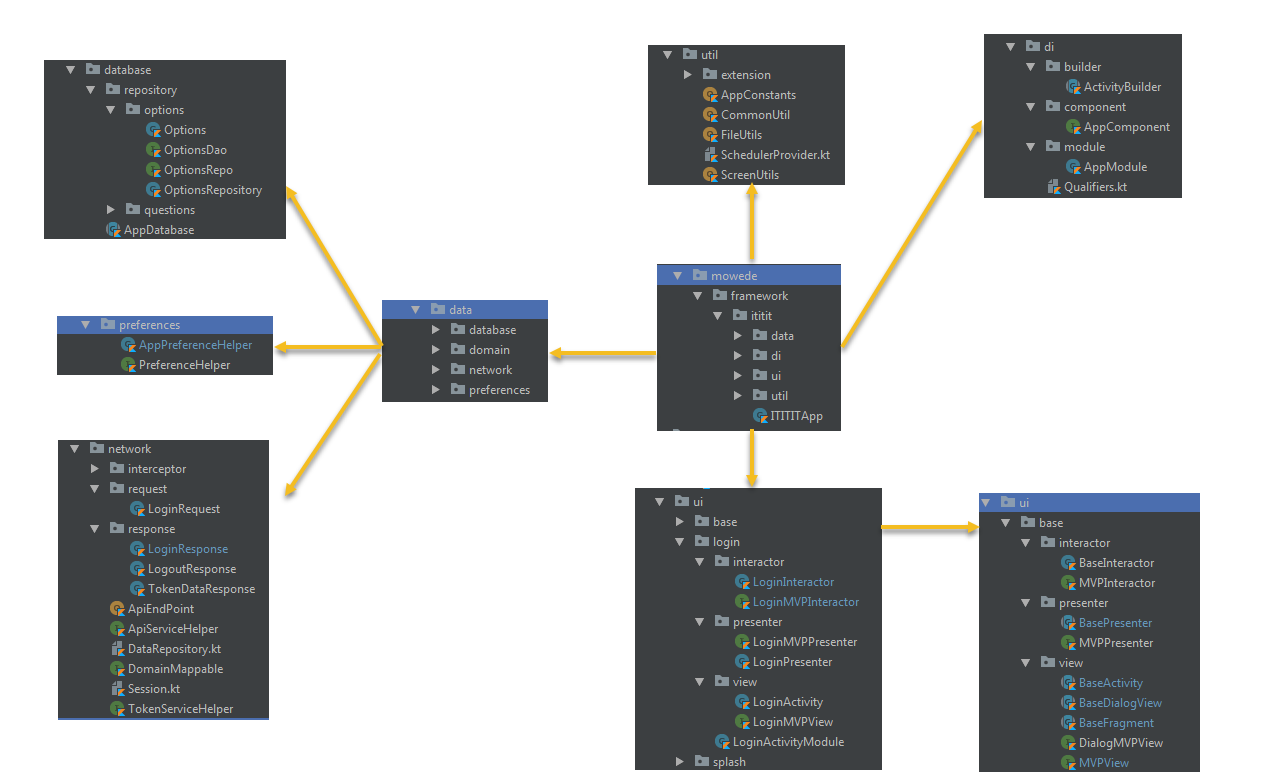 database
repository
options
Options
OptionsDao
OptionsRepo
OptionsRepository
questions
AppDatabase
util
extension
AppConstants
CommonUtil
FileUtils
SchedulerProvider.kt
ScreenUtils
di
builder
ActivityBuilder
component
AppComponent
module
AppModule
Qualifiers.kt
preferences
AppPreferenceHelper
PreferenceHelper
data
database
domain
network
preferences
mowede
framework
ititit
data
di
ui
util
ITITITApp
network
interceptor
request
LoginRequest
response
LoginResponse
LogoutResponse
TokenDataResponse
ApiEndPoint
ApiServiceHelper
DataRepository.kt
DomainMappable
Session.kt
TokenServiceHelper
ui
base
login
interactor
LoginInteractor
LoginMVPInteractor
presenter
LoginMVPPresenter
LoginPresenter
view
LoginActivity
LoginMVPView
LoginActivityModule
splash
ui
base
interactor
BaseInteractor
MVPInteractor
presenter
BasePresenter
MVPPresenter
view
BaseActivity
BaseDialogView
BaseFragment
DialogMVPView
MVPView